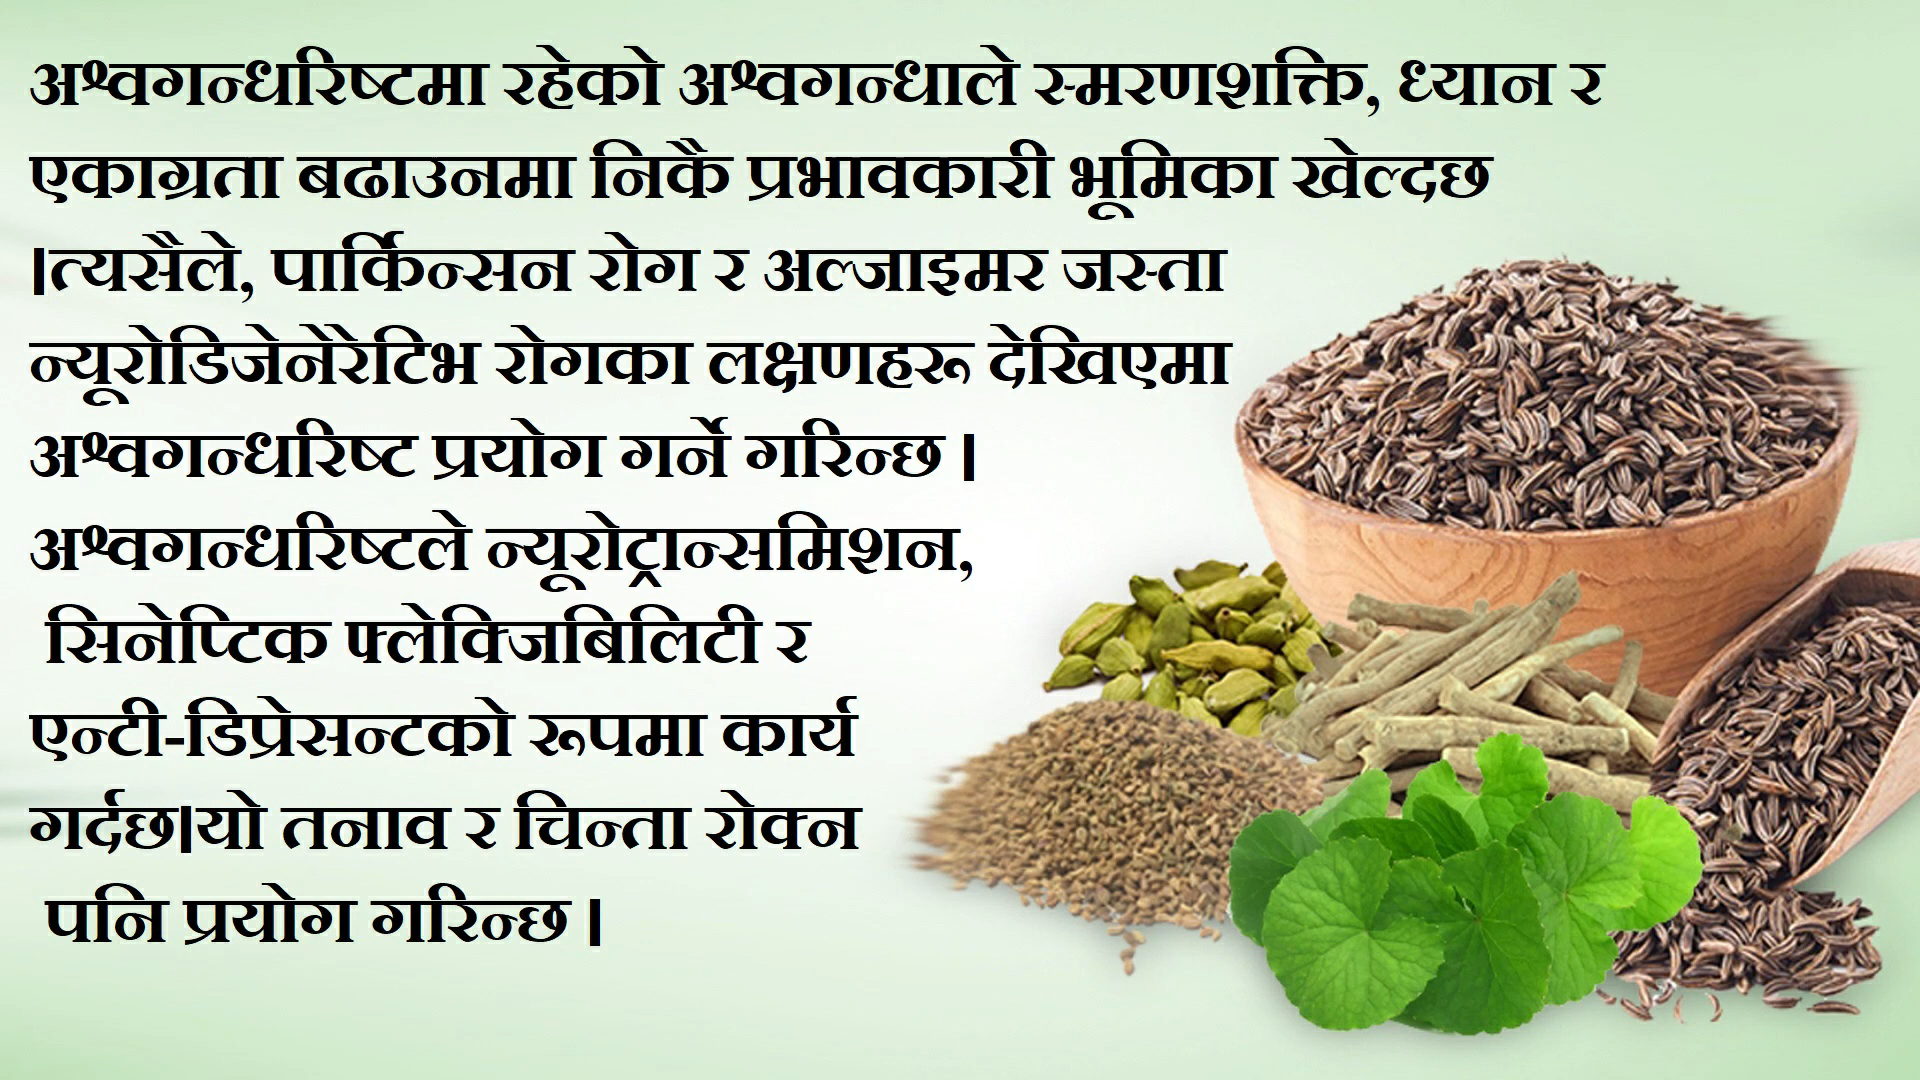 अश्वगन्धरिष्टमा रहेको अश्वगन्धाले स्मरणशक्ति, ध्यान र
एकाग्रता बढाउनमा निकै प्रभावकारी भूमिका खेल्दछ
।त्यसैले, पार्किन्सन रोग र अल्जाइमर जस्ता
न्यूरोडिजेनेरेटिभ रोगका लक्षणहरू देखिएमा
अश्वगन्धरिष्ट प्रयोग गर्ने गरिन्छ ।
अश्वगन्धरिष्टले न्यूरोट्रान्समिशन,
सिनेप्टिक फ्लेक्जिबिलिटी र
एन्टी-डिप्रेसन्टको रूपमा कार्य
गर्दछ।यो तनाव र चिन्ता रोक्न
पनि प्रयोग गरिन्छ ।